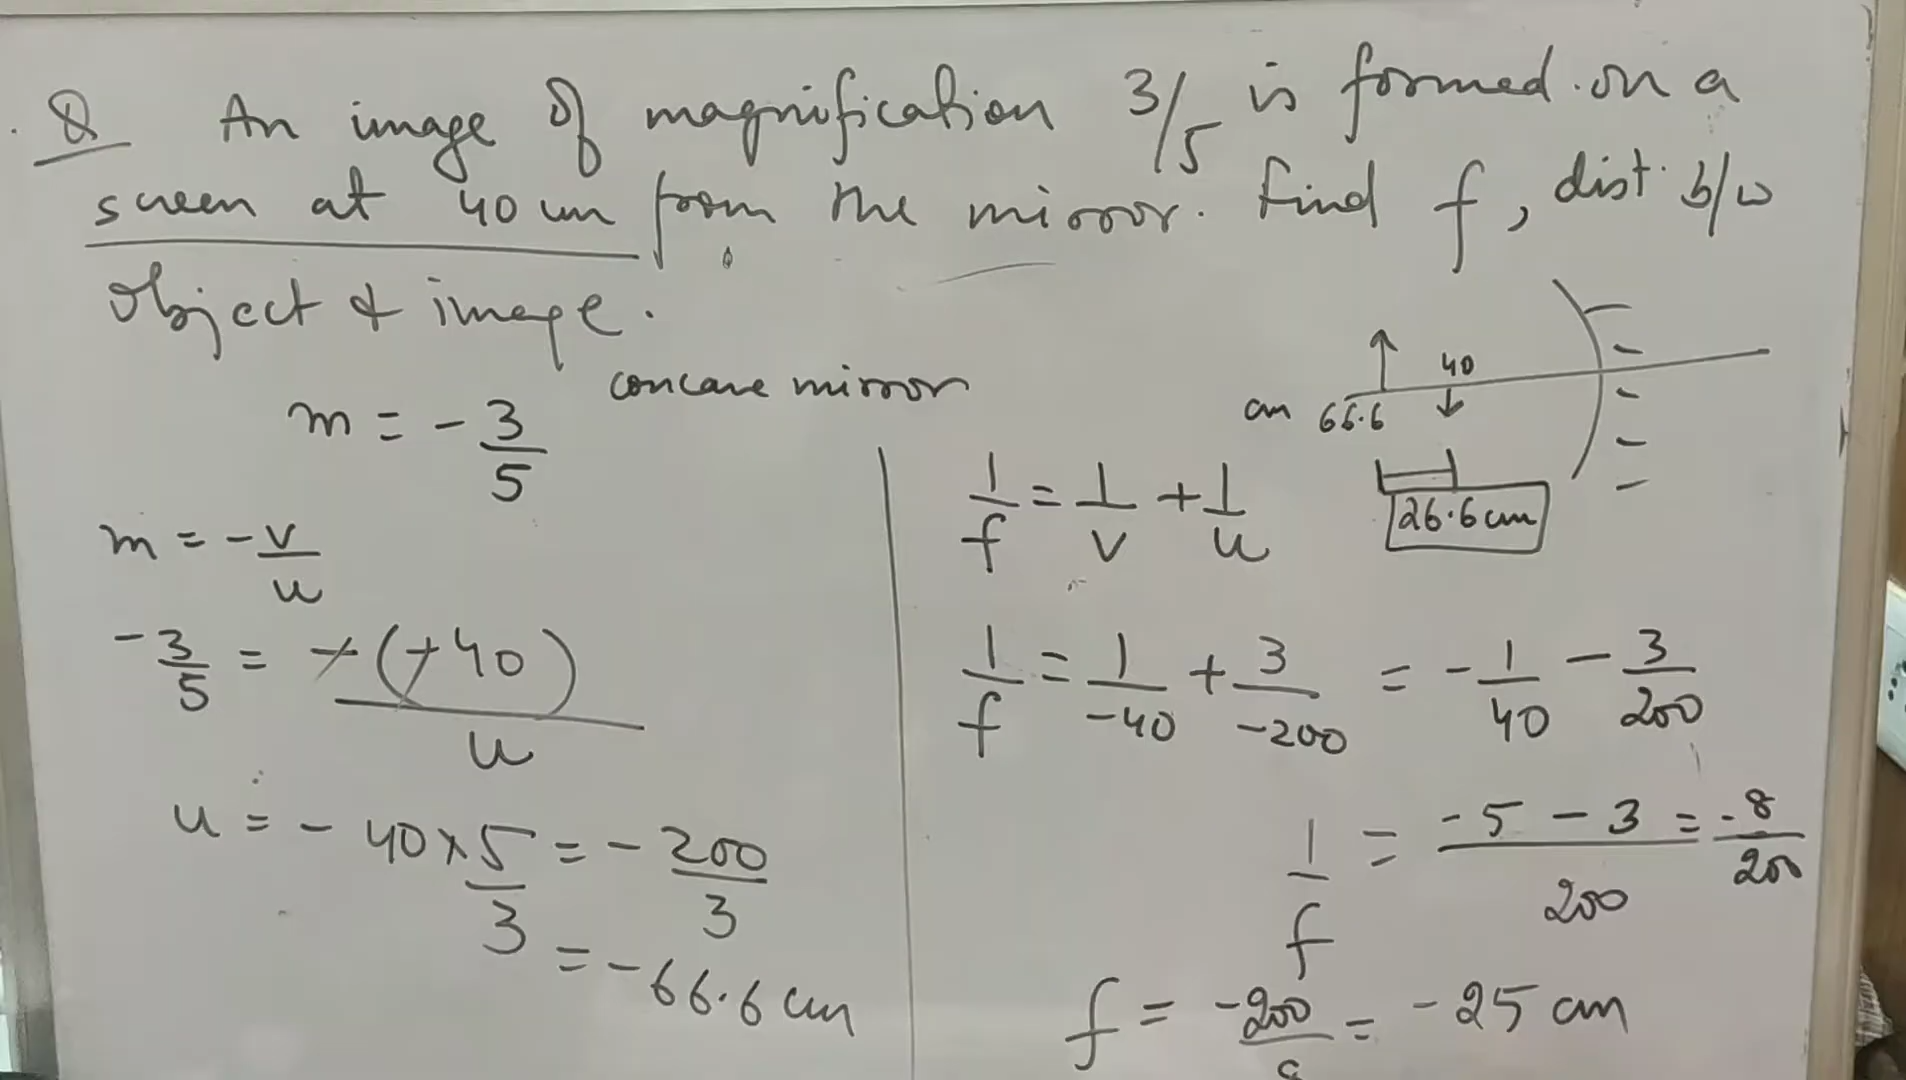 Q An image of magnification 3/5 is formed on a
screen at 40 cm from the mirror. Find f, dist. b/w
object & image.
concave mirror
m = - 3/5
m = - v/u
- 3/5 = -(-40)/u
u = - 40 × 5/3 = - 200/3
= - 66.6 cm
40
cm 66.6
26.6 cm
1/f = 1/v + 1/u
1/f = 1/-40 + 3/-200 = - 1/40 - 3/200
1/f = -5 - 3/200 = -8/200
f = -200/8 = - 25 cm